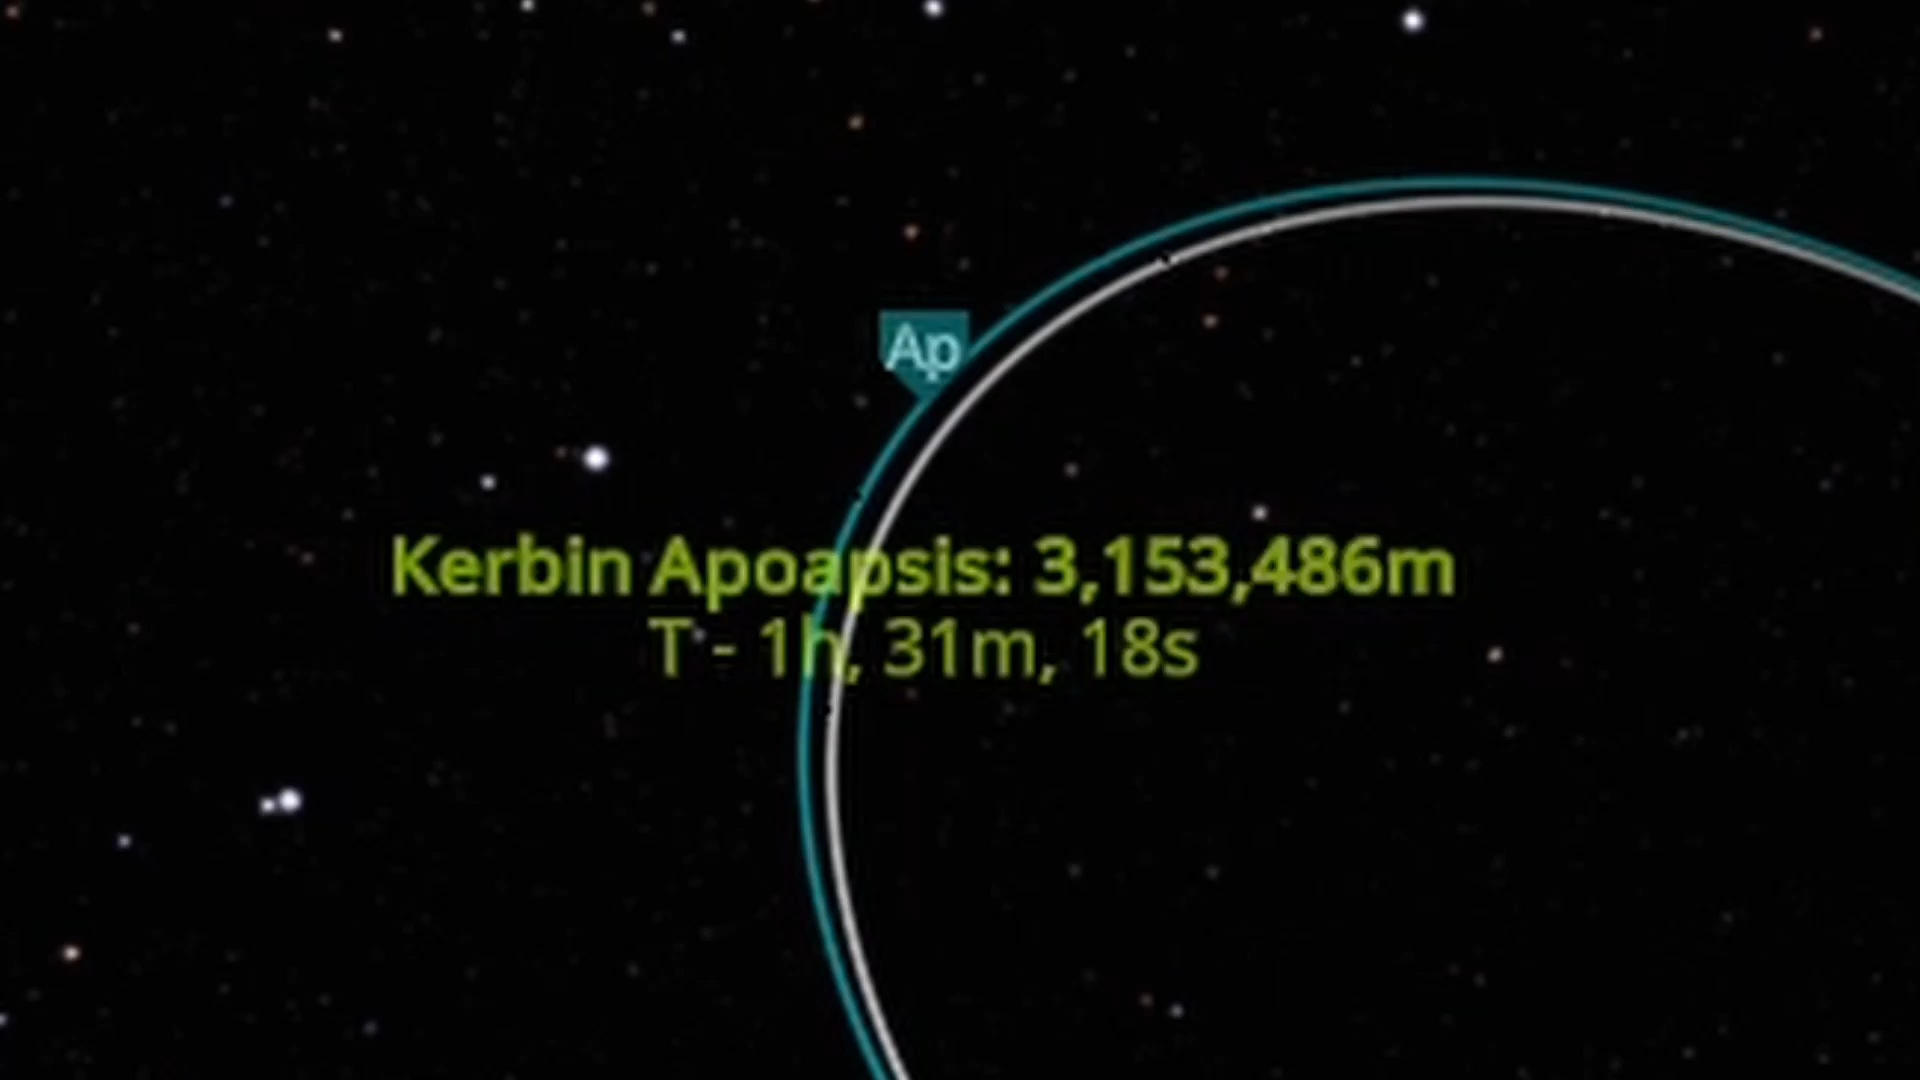 Ap
Kerbin Apoapsis: 3,153,486m
T - 1h, 31m, 18s